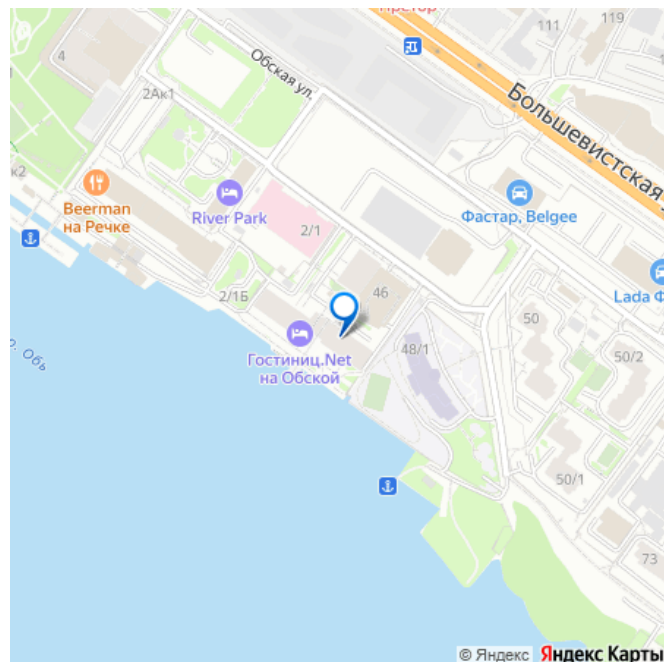 111
119
Обская ул.
4
2Ак1
Большевистская
к2
Beerman
на Речке
River Park
Фастар, Belgee
2/1
Lada Ф
2/1Б
46
р. Обь
Гостиниц.Net
на Обской
48/1
50
50/2
50/1
73
© Яндекс Яндекс Карты